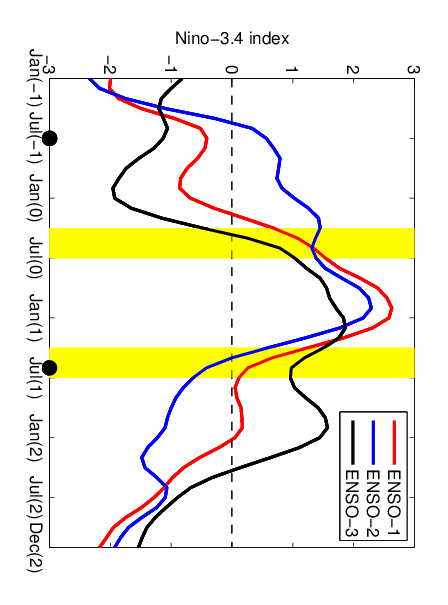 Nino−3.4 index
−3
−2
−1
0
1
2
3
Jan(−1)
Jul(−1)
Jan(0)
Jul(0)
Jan(1)
Jul(1)
Jan(2)
Jul(2)
Dec(2)
ENSO−1
ENSO−2
ENSO−3